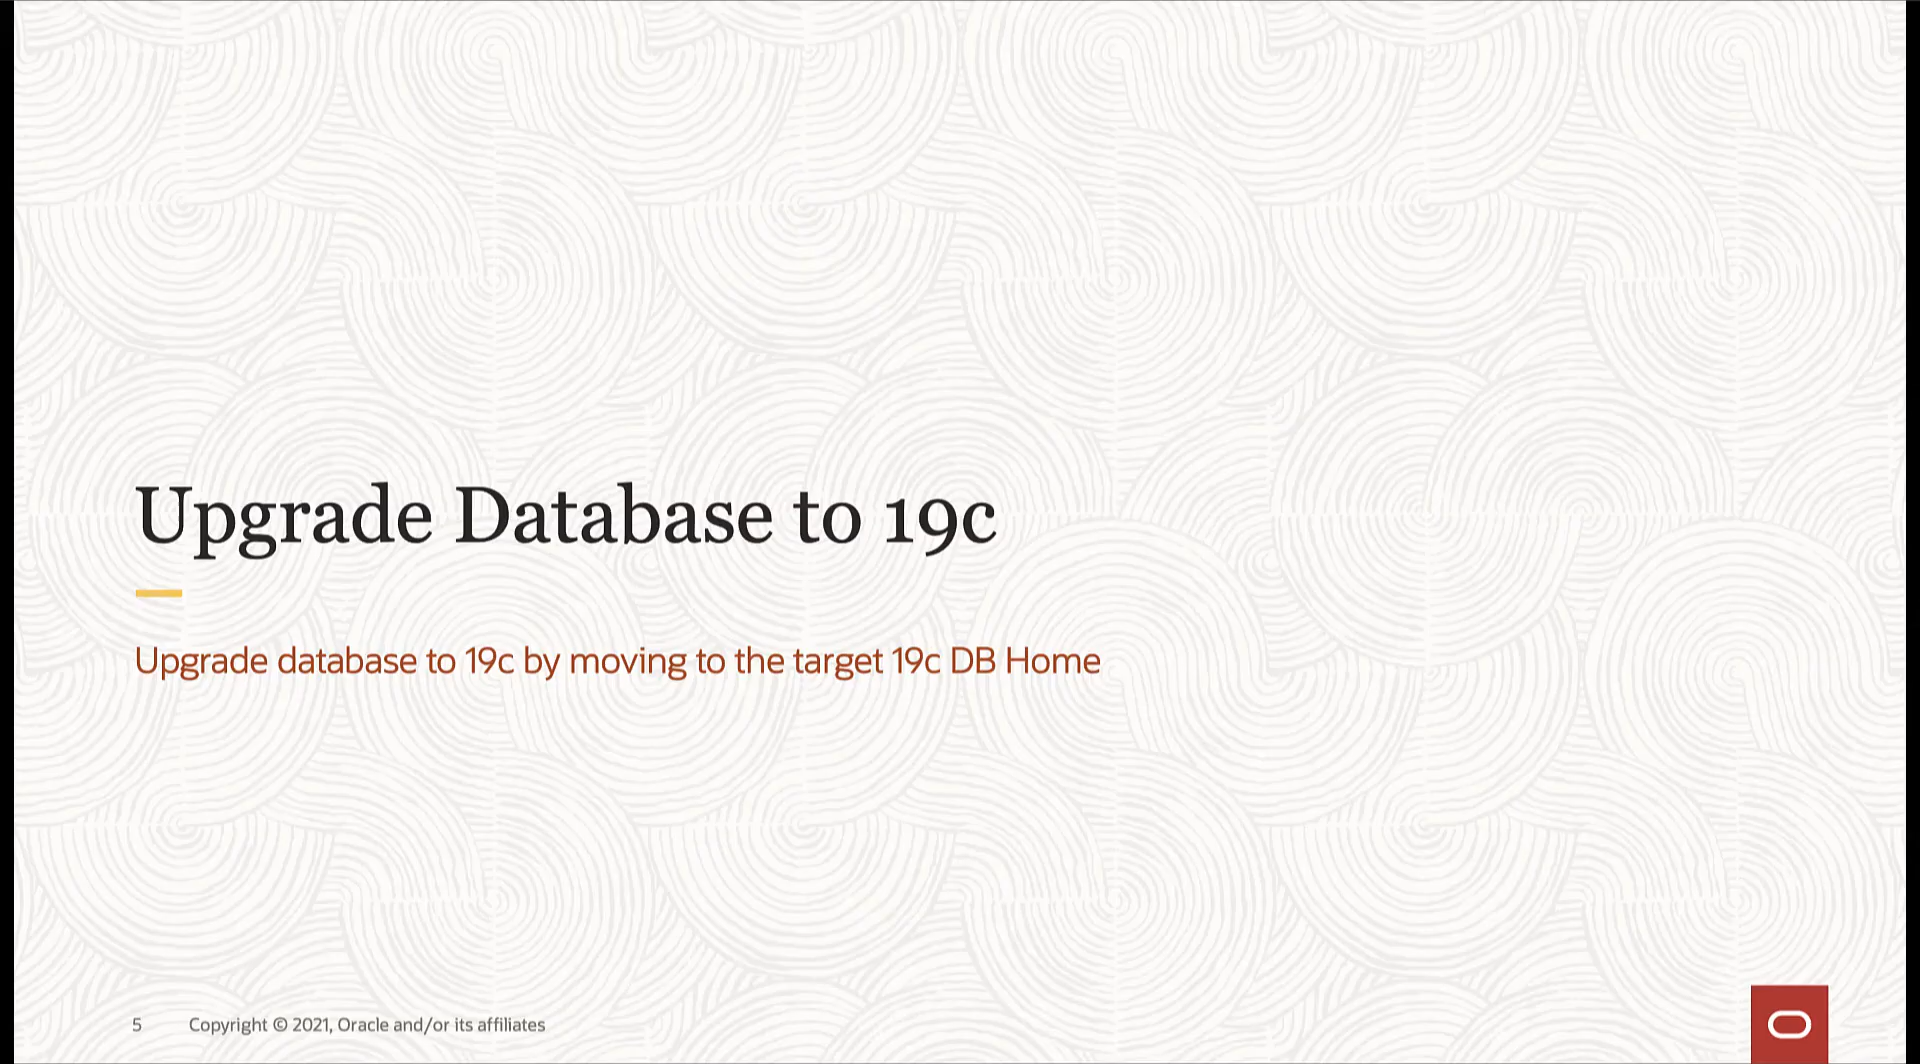 Upgrade Database to 19c
Upgrade database to 19c by moving to the target 19c DB Home
5 Copyright © 2021, Oracle and/or its affiliates